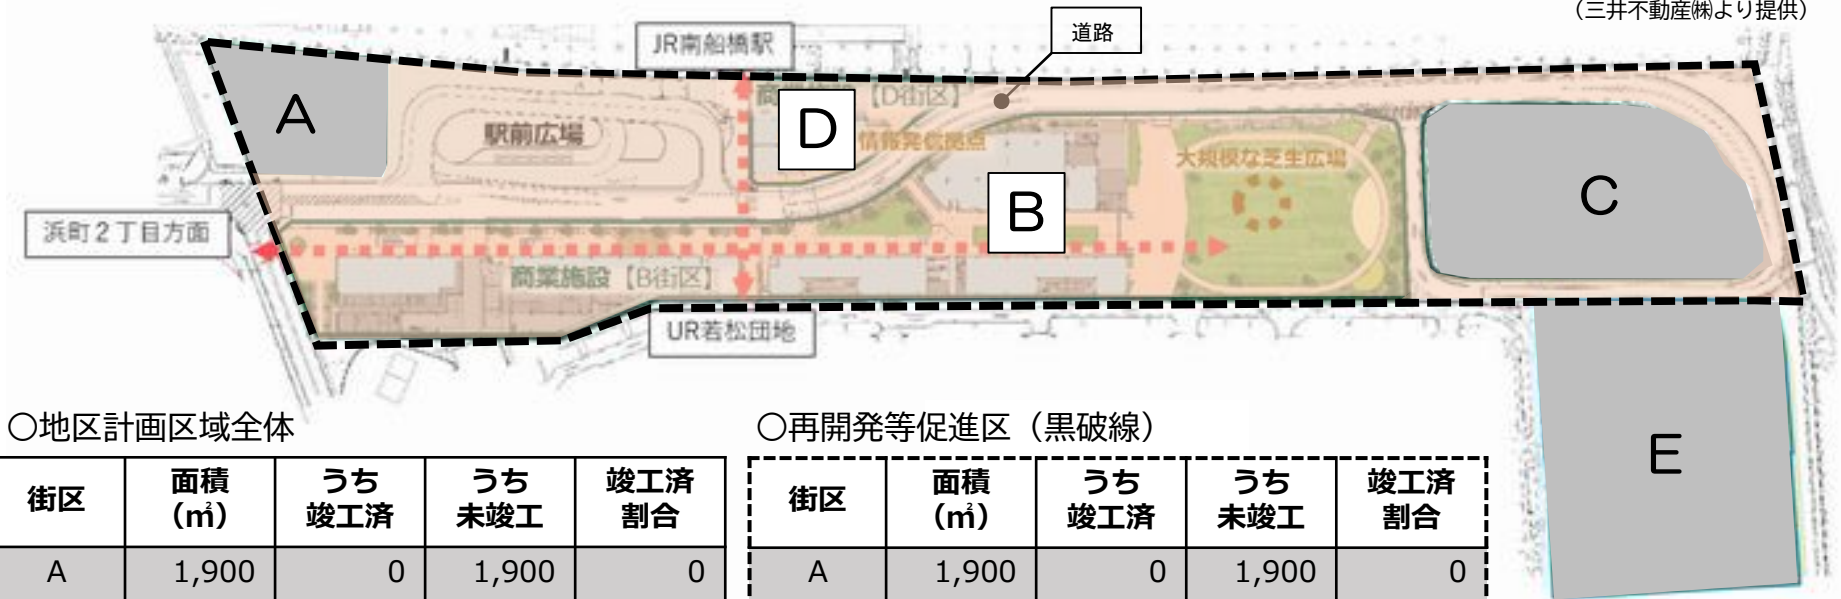 (三井不動産㈱より提供)
JR南船橋駅
道路
A
商業施設【D街区】
D
駅前広場
情報発信拠点
大規模な芝生広場
C
B
浜町2丁目方面
商業施設【B街区】
UR若松団地
E
○地区計画区域全体
街区 面積(㎡) うち竣工済 うち未竣工 竣工済割合
A 1,900 0 1,900 0
○再開発等促進区(黒破線)
街区 面積(㎡) うち竣工済 うち未竣工 竣工済割合
A 1,900 0 1,900 0